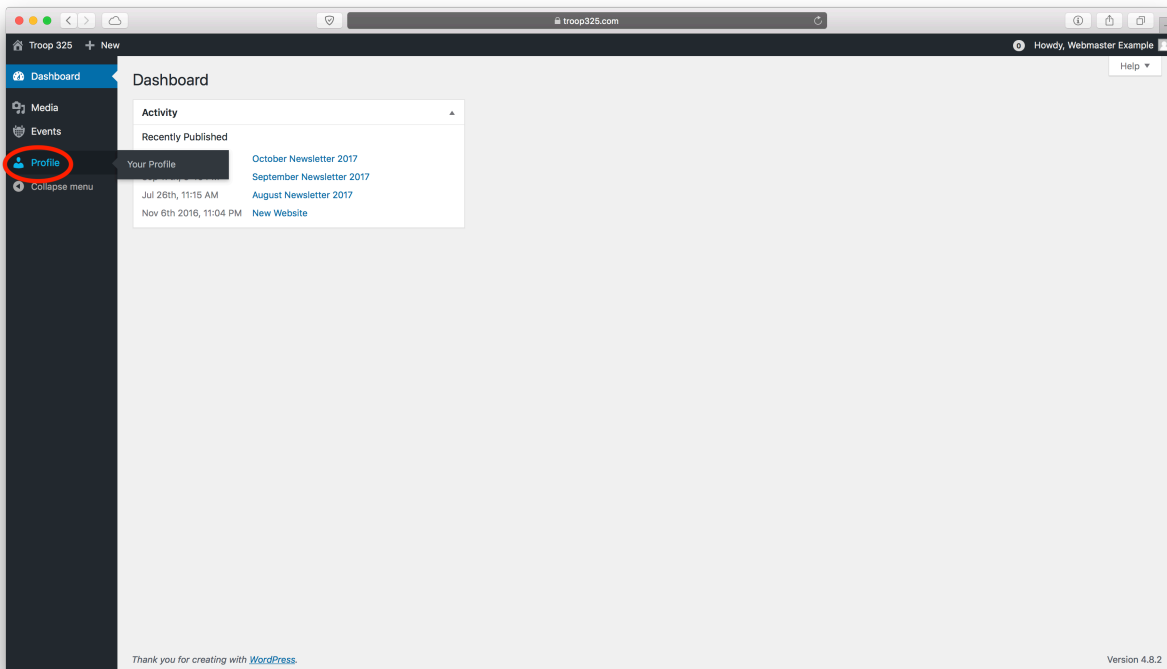 troop325.com
Troop 325 New 0 Howdy, Webmaster Example
Dashboard
Media
Events
Profile
Your Profile
Collapse menu
Help
Dashboard
Activity
Recently Published
October Newsletter 2017
September Newsletter 2017
Jul 26th, 11:15 AM August Newsletter 2017
Nov 6th 2016, 11:04 PM New Website
Thank you for creating with WordPress. Version 4.8.2